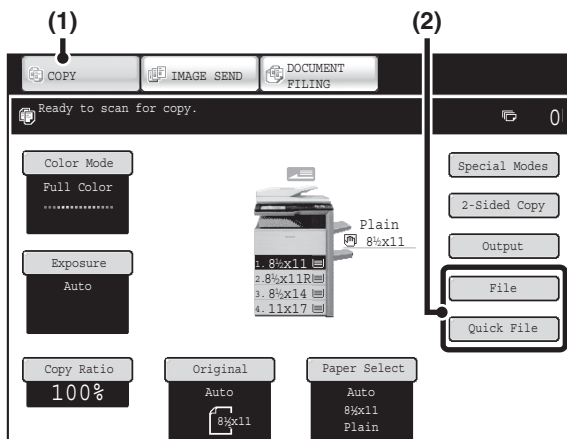 (1)
(2)
COPY
IMAGE SEND
DOCUMENT
FILING
Ready to scan for copy.
0
Color Mode
Full Color
Exposure
Auto
Copy Ratio
100%
Plain
8½x11
1. 8½x11
2. 8½x11R
3. 8½x14
4. 11x17
Original
Auto
8½x11
Paper Select
Auto
8½x11
Plain
Special Modes
2-Sided Copy
Output
File
Quick File